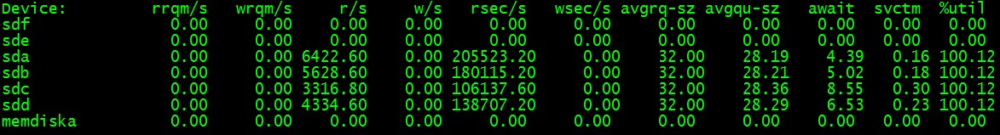 Device: rrqm/s wrqm/s r/s w/s rsec/s wsec/s avgrq-sz avgqu-sz await svctm %util
sdf 0.00 0.00 0.00 0.00 0.00 0.00 0.00 0.00 0.00 0.00 0.00
sde 0.00 0.00 0.00 0.00 0.00 0.00 0.00 0.00 0.00 0.00 0.00
sda 0.00 0.00 6422.60 0.00 205523.20 0.00 32.00 28.19 4.39 0.16 100.12
sdb 0.00 0.00 5628.60 0.00 180115.20 0.00 32.00 28.21 5.02 0.18 100.12
sdc 0.00 0.00 3316.80 0.00 106137.60 0.00 32.00 28.36 8.55 0.30 100.12
sdd 0.00 0.00 4334.60 0.00 138707.20 0.00 32.00 28.29 6.53 0.23 100.12
memdiska 0.00 0.00 0.00 0.00 0.00 0.00 0.00 0.00 0.00 0.00 0.00